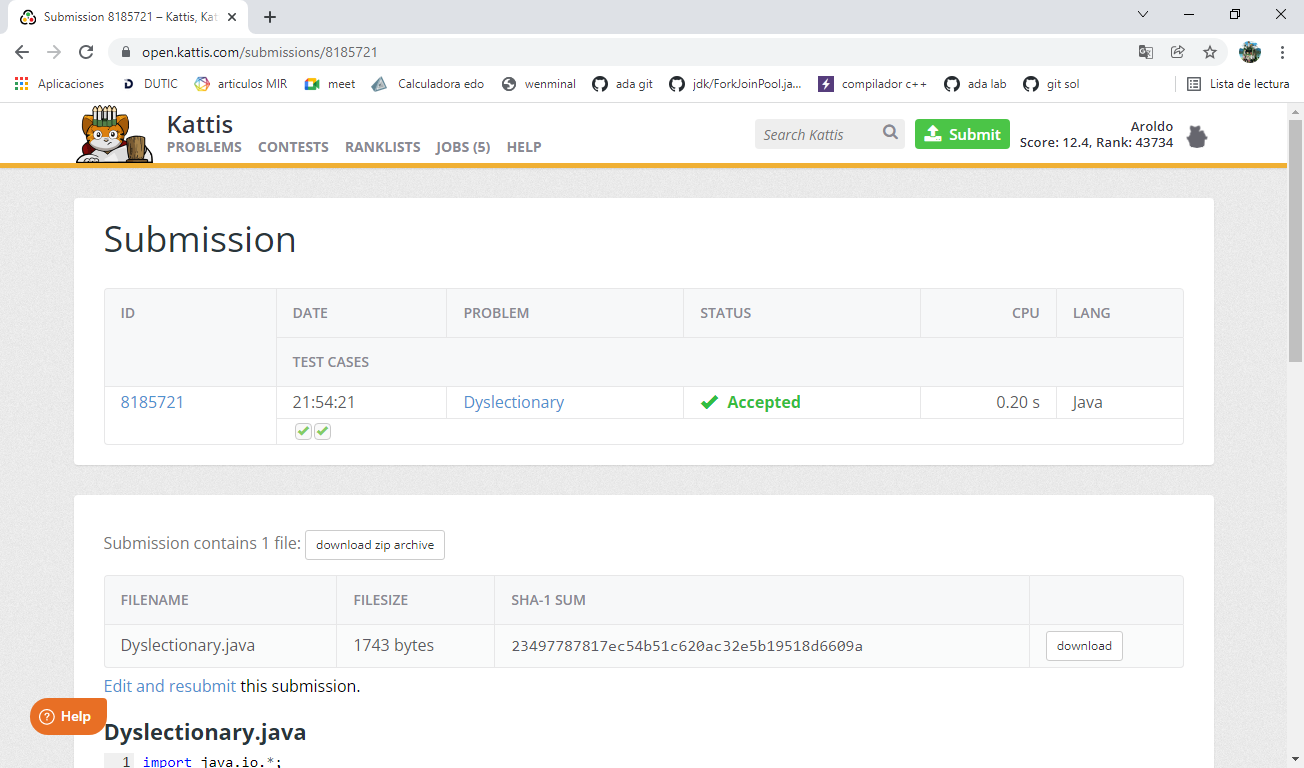 Submission 8185721 – Kattis, Kat
open.kattis.com/submissions/8185721
Aplicaciones DUTIC articulos MIR meet Calculadora edo wenminal ada git jdk/ForkJoinPool.ja... compilador c++ ada lab git sol Lista de lectura
Kattis
PROBLEMS CONTESTS RANKLISTS JOBS (5) HELP
Search Kattis
Submit
Aroldo
Score: 12.4, Rank: 43734
Submission
ID DATE PROBLEM STATUS CPU LANG
TEST CASES
8185721 21:54:21 Dyslectionary Accepted 0.20 s Java
Submission contains 1 file: download zip archive
FILENAME FILESIZE SHA-1 SUM
Dyslectionary.java 1743 bytes 23497787817ec54b51c620ac32e5b19518d6609a download
Edit and resubmit this submission.
Help
Dyslectionary.java
1 import java.io.*;